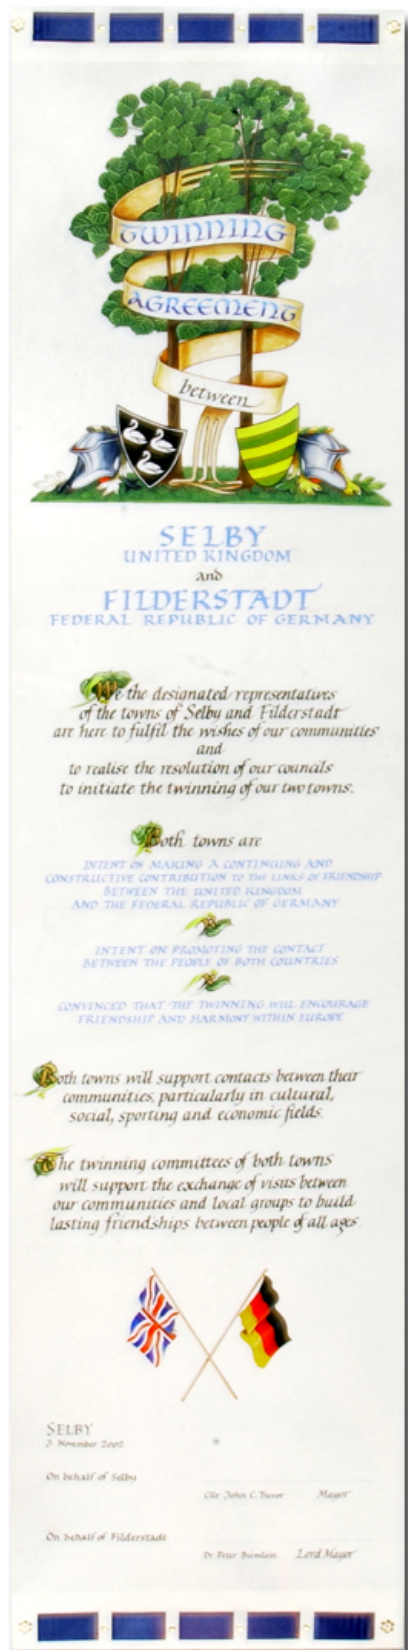 TWINNING
AGREEMENT
between
SELBY
UNITED KINGDOM
and
FILDERSTADT
FEDERAL REPUBLIC OF GERMANY
We the designated representatives
of the towns of Selby and Filderstadt
are here to fulfil the wishes of our communities
and
to realise the resolution of our councils
to initiate the twinning of our two towns.
Both towns are
INTENT ON MAKING A CONTINUING AND
CONSTRUCTIVE CONTRIBUTION TO THE LINKS OF FRIENDSHIP
BETWEEN THE UNITED KINGDOM
AND THE FEDERAL REPUBLIC OF GERMANY
INTENT ON PROMOTING THE CONTACT
BETWEEN THE PEOPLE OF BOTH COUNTRIES
CONVINCED THAT THE TWINNING WILL ENCOURAGE
FRIENDSHIP AND HARMONY WITHIN EUROPE
Both towns will support contacts between their
communities, particularly in cultural,
social, sporting and economic fields.
The twinning committees of both towns
will support the exchange of visits between
our communities and local groups to build
lasting friendships between people of all ages.
SELBY
3 November 2002
On behalf of Selby
Cllr John C. Mayor
On behalf of Filderstadt
Dr Peter Lord Mayor